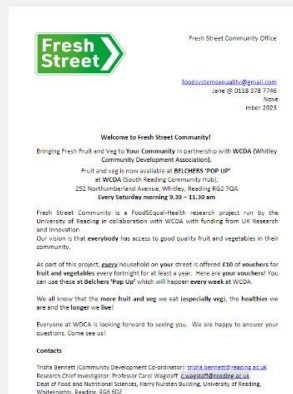 Fresh
Street
Fresh Street Community Office
foodsystemsequality@gmail.com
Jane @ 0118 378 7746
Nove
mber 2023
Welcome to Fresh Street Community!
Bringing Fresh Fruit and Veg to Your Community in partnership with WCDA (Whitley
Community Development Association).
Fruit and veg is now available at BELCHERS 'POP UP'
at WCDA (South Reading Community Hub),
252 Northumberland Avenue, Whitley, Reading RG2 7QA
Every Saturday morning 9.30 – 11.30 am
Fresh Street Community is a FoodSEqual-Health research project run by the
University of Reading in collaboration with WCDA with funding from UK Research
and Innovation.
Our vision is that everybody has access to good quality fruit and vegetables in their
community.
As part of this project, every household on your street is offered £10 of vouchers for
fruit and vegetables every fortnight for at least a year. Here are your vouchers! You
can use these at Belchers 'Pop Up' which will happen every week at WCDA.
We all know that the more fruit and veg we eat (especially veg), the healthier we
are and the longer we live!
Everyone at WDCA is looking forward to seeing you. We are happy to answer your
questions. Come see us!
Contacts
Trisha Bennett (Community Development Co-ordinator): trisha.bennett@reading.ac.uk
Research Chief Investigator: Professor Carol Wagstaff c.wagstaff@reading.ac.uk
Dept of Food and Nutritional Sciences, Harry Nursten Building, University of Reading,
Whiteknights, Reading, RG6 6DZ